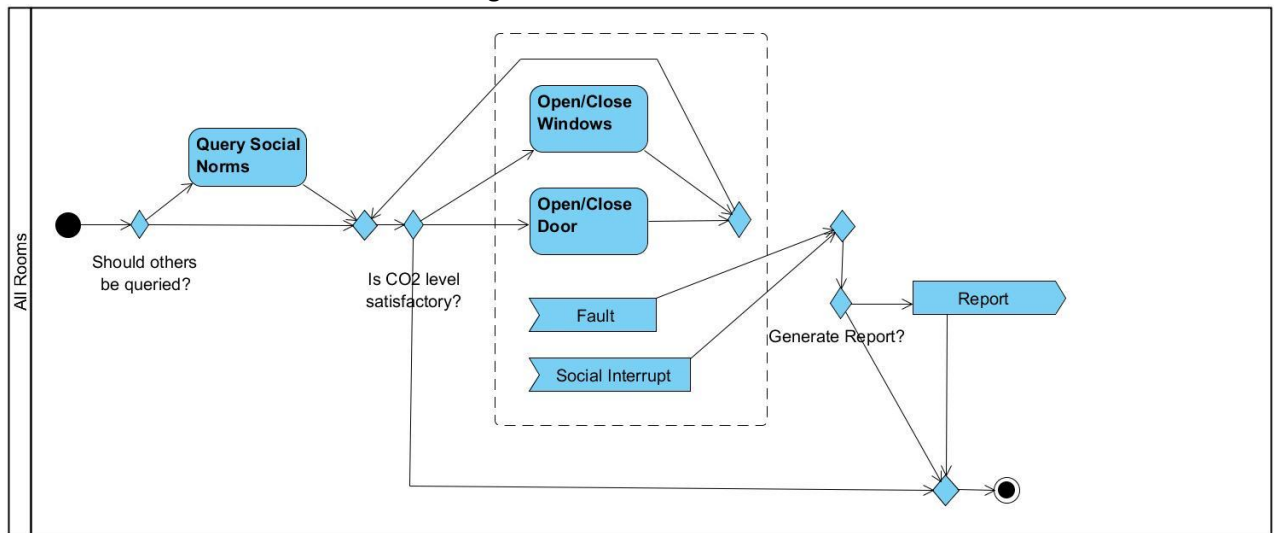 All Rooms
Query Social
Norms
Should others
be queried?
Is CO2 level
satisfactory?
Open/Close
Windows
Open/Close
Door
Fault
Social Interrupt
Generate Report?
Report